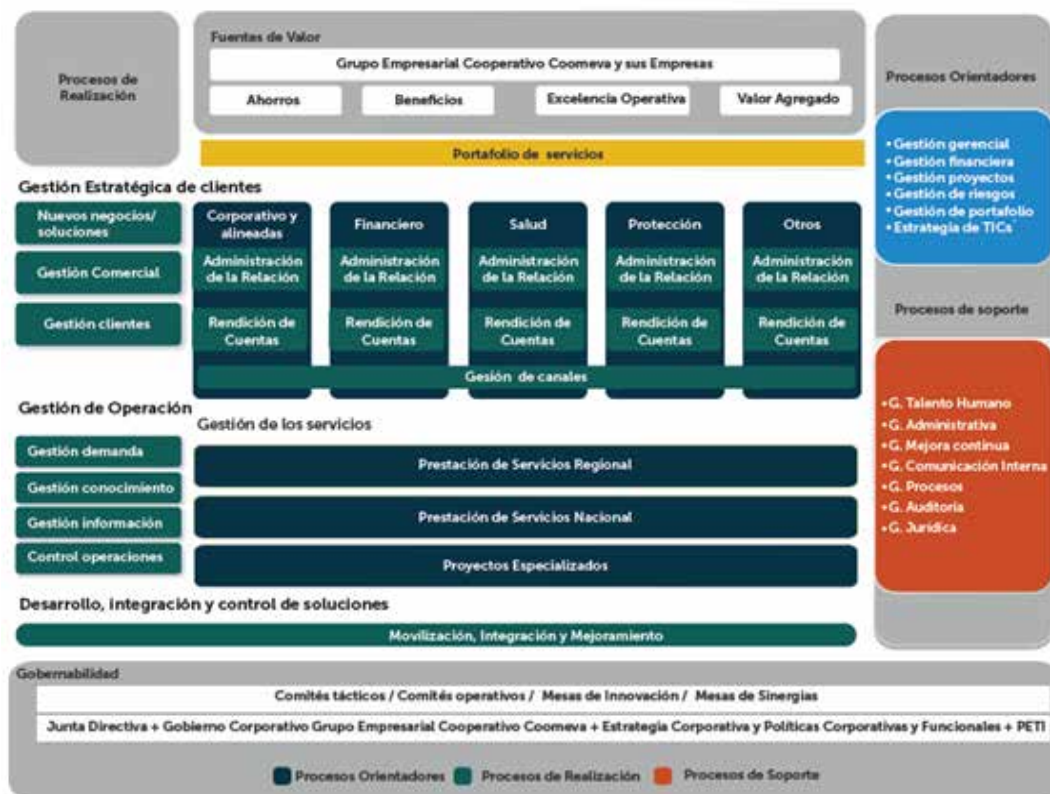 Procesos de
Realización
Fuentes de Valor
Grupo Empresarial Cooperativo Coomeva y sus Empresas
Ahorros
Beneficios
Excelencia Operativa
Valor Agregado
Portafolio de servicios
Procesos Orientadores
• Gestión gerencial
• Gestión financiera
• Gestión proyectos
• Gestión de riesgos
• Gestión de portafolio
• Estrategia de TICs
Gestión Estratégica de clientes
Nuevos negocios/
soluciones
Gestión Comercial
Gestión clientes
Corporativo y
alineadas
Administración
de la Relación
Rendición de
Cuentas
Financiero
Administración
de la Relación
Rendición de
Cuentas
Salud
Administración
de la Relación
Rendición de
Cuentas
Protección
Administración
de la Relación
Rendición de
Cuentas
Otros
Administración
de la Relación
Rendición de
Cuentas
Gesión de canales
Procesos de soporte
• G. Talento Humano
• G. Administrativa
• G. Mejora continua
• G. Comunicación Interna
• G. Procesos
• G. Auditoria
• G. Jurídica
Gestión de Operación
Gestión demanda
Gestión conocimiento
Gestión información
Control operaciones
Gestión de los servicios
Prestación de Servicios Regional
Prestación de Servicios Nacional
Proyectos Especializados
Desarrollo, integración y control de soluciones
Movilización, Integración y Mejoramiento
Gobernabilidad
Comités tácticos / Comités operativos / Mesas de Innovación / Mesas de Sinergias
Junta Directiva + Gobierno Corporativo Grupo Empresarial Cooperativo Coomeva + Estrategia Corporativa y Políticas Corporativas y Funcionales + PETI
Procesos Orientadores
Procesos de Realización
Procesos de Soporte